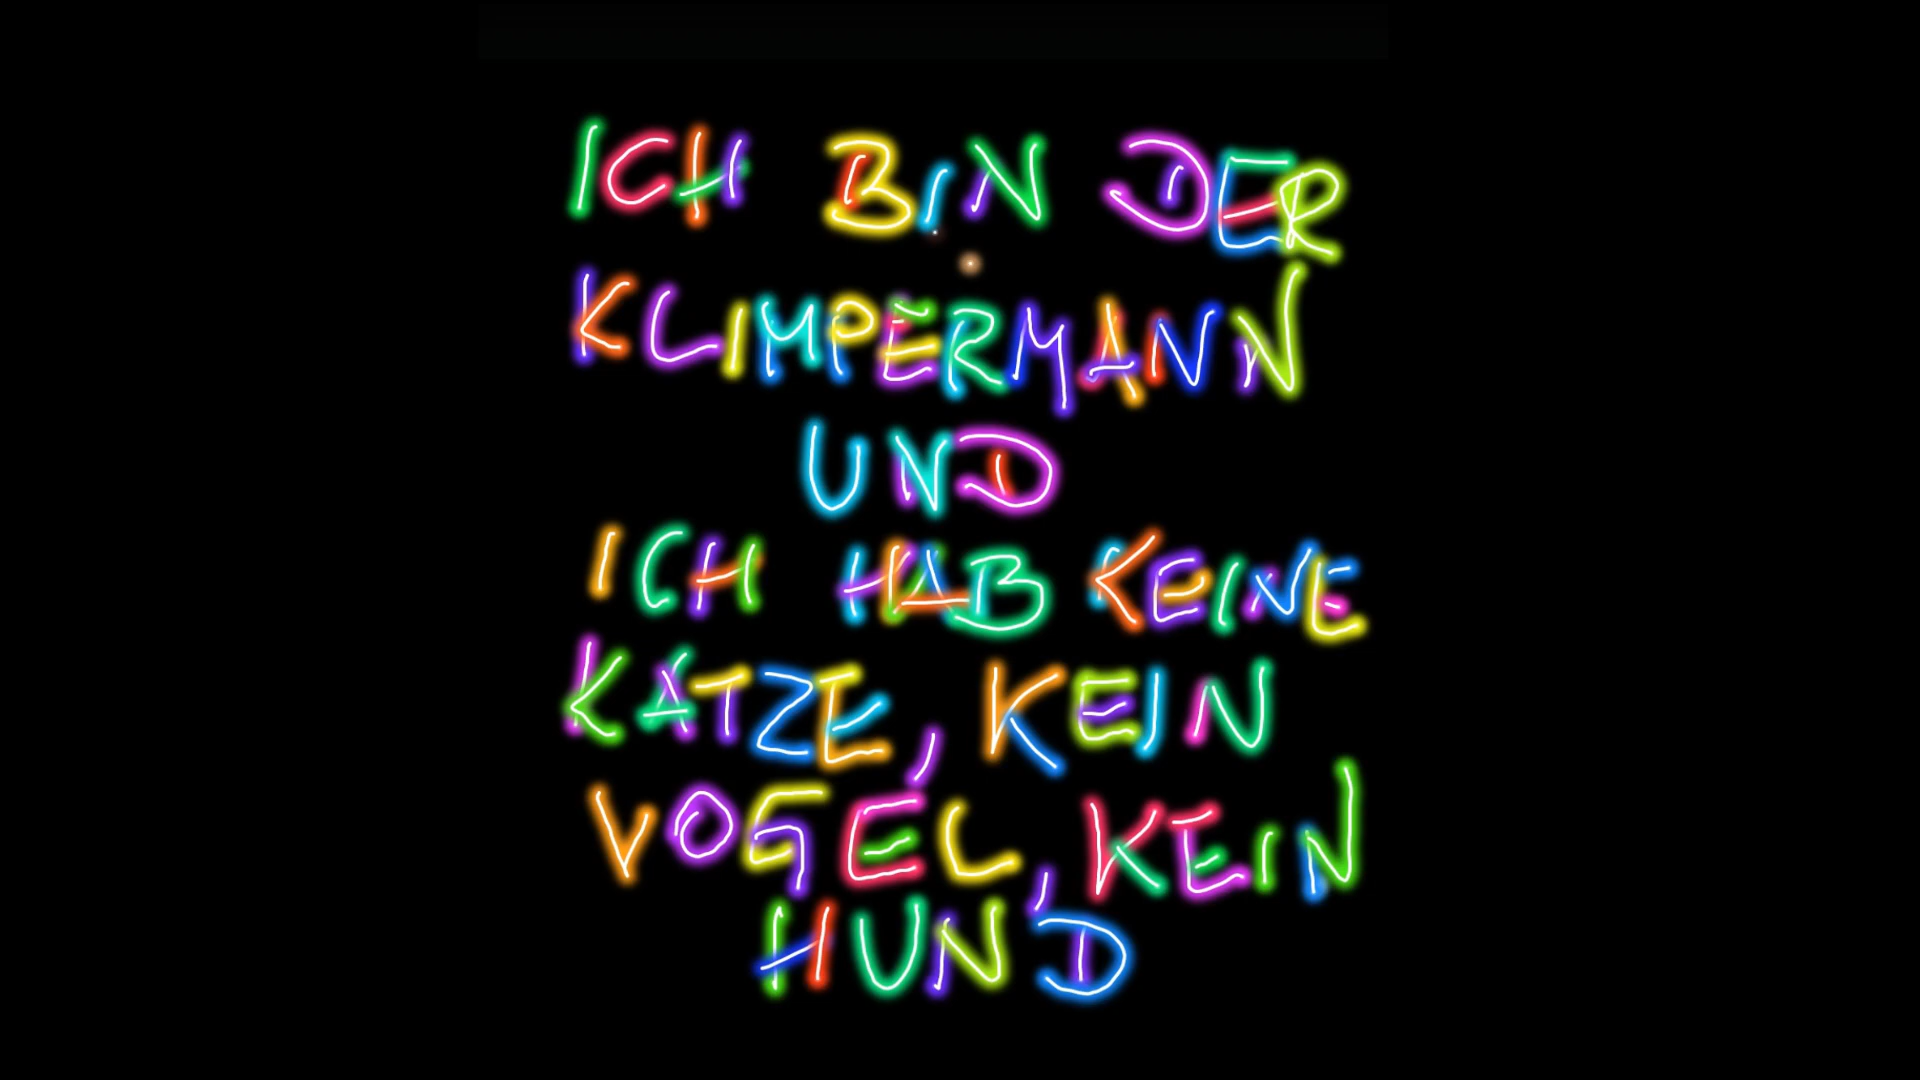 ICH BIN DER
KLIMPERMANN
UND
ICH HAB KEINE
KATZE, KEIN
VOGEL, KEIN
HUND